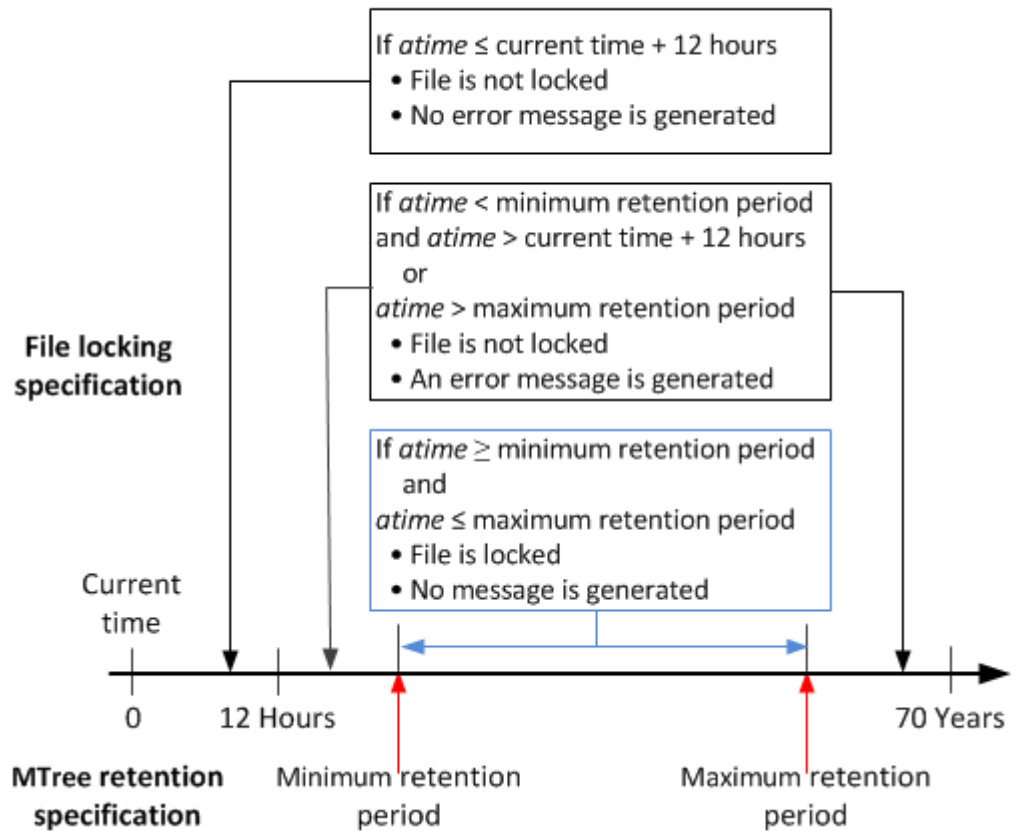 If atime ≤ current time + 12 hours
• File is not locked
• No error message is generated
If atime < minimum retention period
and atime > current time + 12 hours
or
atime > maximum retention period
• File is not locked
• An error message is generated
File locking
specification
If atime ≥ minimum retention period
and
atime ≤ maximum retention period
• File is locked
• No message is generated
Current
time
0
12 Hours
70 Years
MTree retention
specification
Minimum retention
period
Maximum retention
period